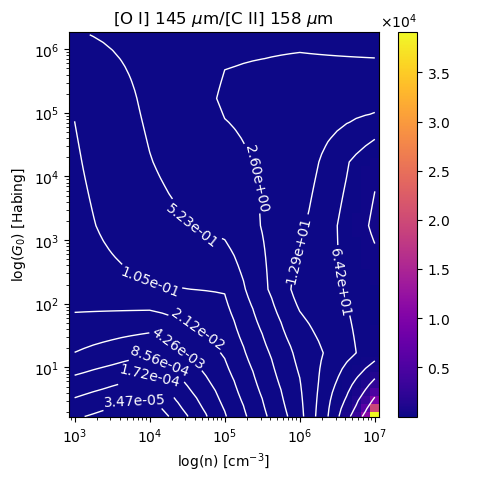 [O I] 145 μm/[C II] 158 μm
×10⁴
10⁶
10⁵
10⁴
10³
10²
10¹
log(G₀) [Habing]
2.60e+00
5.23e-01
1.29e+01
6.42e+01
1.05e-01
2.12e-02
4.26e-03
8.56e-04
1.72e-04
3.47e-05
3.5
3.0
2.5
2.0
1.5
1.0
0.5
10³ 10⁴ 10⁵ 10⁶ 10⁷
log(n) [cm⁻³]